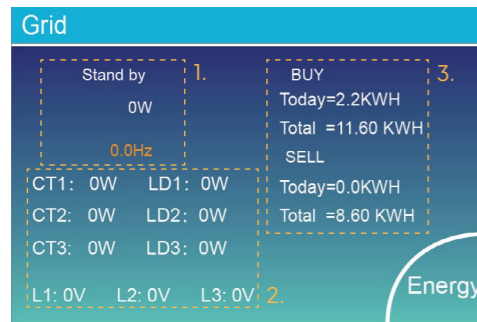 Grid
Stand by
1.
0W
0.0Hz
CT1: 0W LD1: 0W
CT2: 0W LD2: 0W
CT3: 0W LD3: 0W
L1: 0V L2: 0V L3: 0V
2.
BUY
3.
Today=2.2KWH
Total =11.60 KWH
SELL
Today=0.0KWH
Total =8.60 KWH
Energy